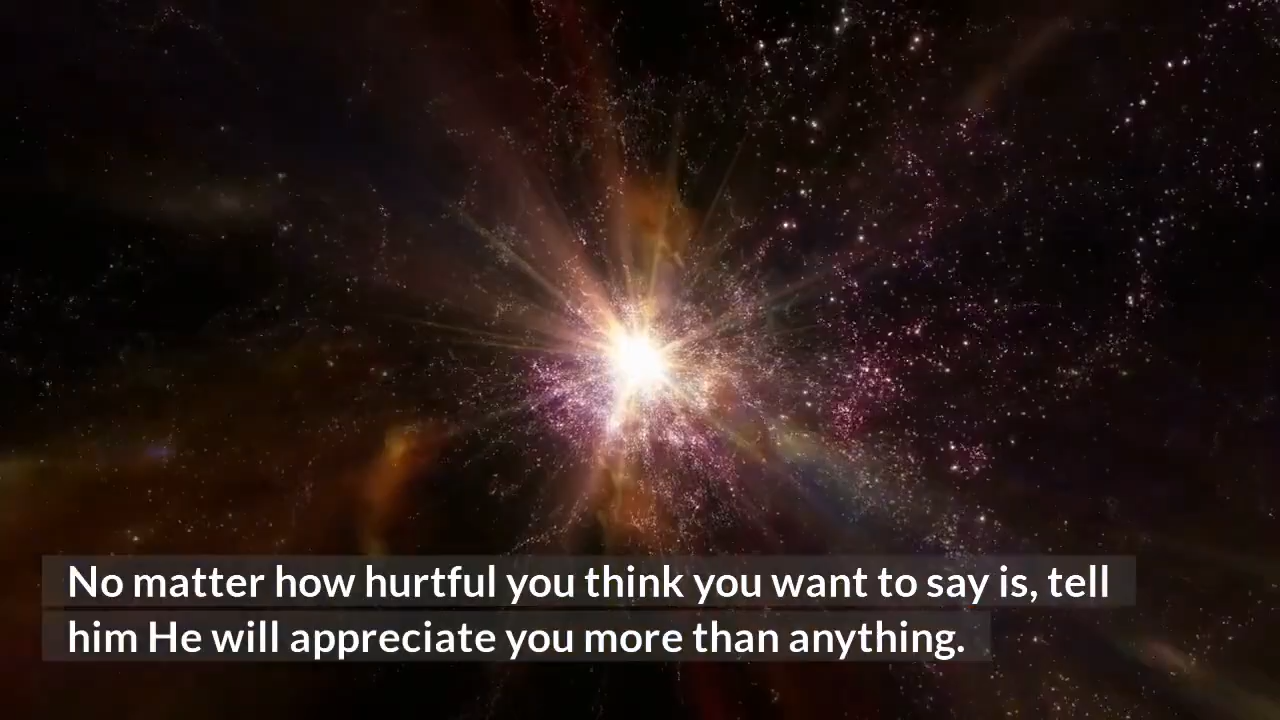 No matter how hurtful you think you want to say is, tell
him He will appreciate you more than anything.